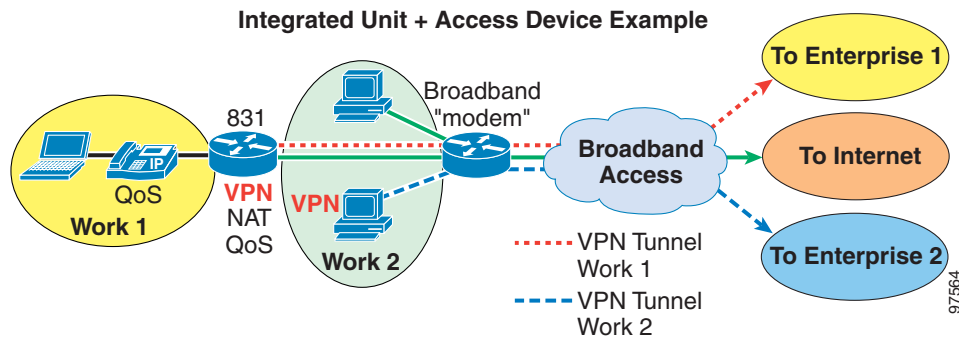 Integrated Unit + Access Device Example
To Enterprise 1
Broadband
"modem"
831
IP
QoS
VPN
NAT
QoS
Work 1
VPN
Work 2
Broadband
Access
To Internet
To Enterprise 2
VPN Tunnel
Work 1
VPN Tunnel
Work 2
97564